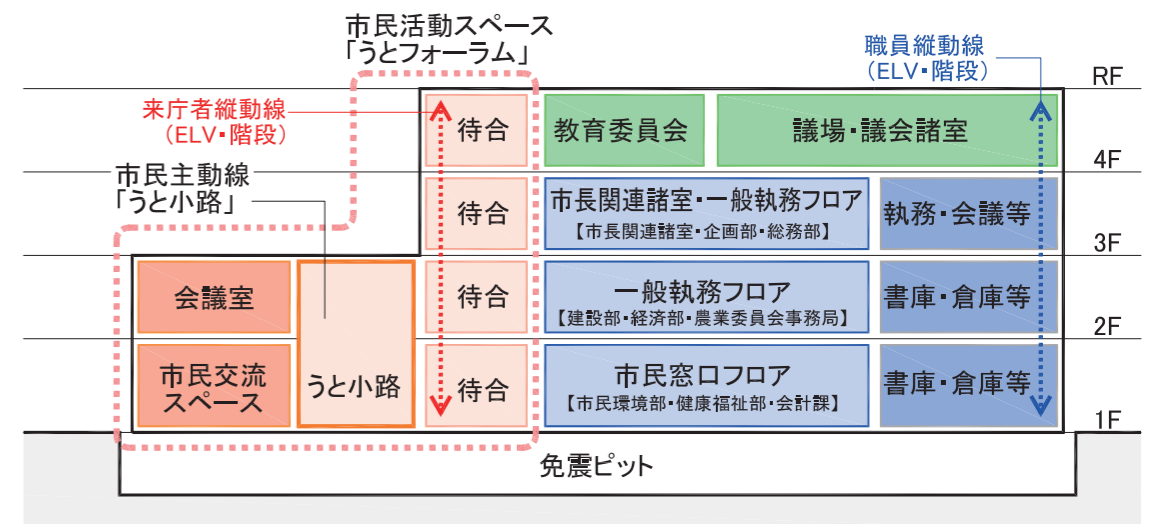 市民活動スペース
「うとフォーラム」
職員縦動線
（ELV・階段）
RF
来庁者縦動線
（ELV・階段）
待合
教育委員会
議場・議会諸室
4F
市民主動線
「うと小路」
待合
市長関連諸室・一般執務フロア
【市長関連諸室・企画部・総務部】
執務・会議等
3F
会議室
待合
一般執務フロア
【建設部・経済部・農業委員会事務局】
書庫・倉庫等
2F
市民交流
スペース
うと小路
待合
市民窓口フロア
【市民環境部・健康福祉部・会計課】
書庫・倉庫等
1F
免震ピット